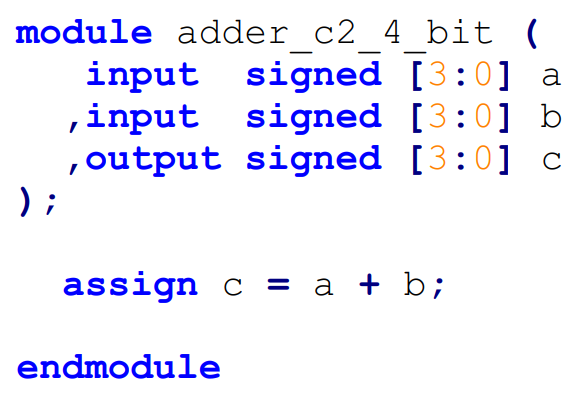 module adder_c2_4_bit (
input signed [3:0] a
,input signed [3:0] b
,output signed [3:0] c
);
assign c = a + b;
endmodule